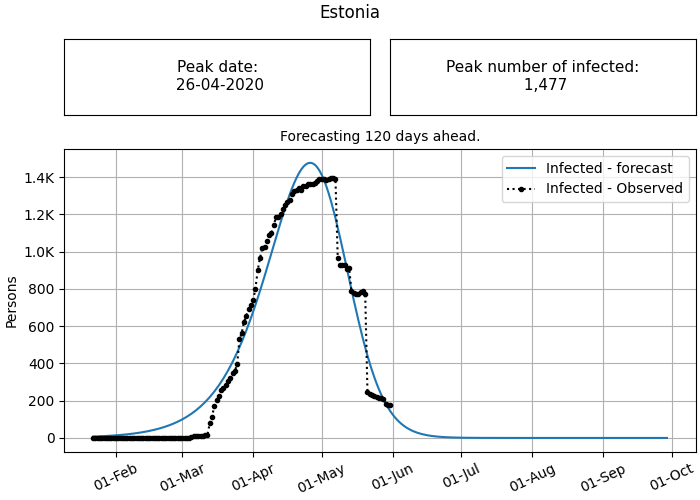 Estonia
Peak date:
26-04-2020
Peak number of infected:
1,477
Forecasting 120 days ahead.
Infected - forecast
Infected - Observed
1.4K
1.2K
1.0K
800
600
400
200
0
Persons
01-Feb
01-Mar
01-Apr
01-May
01-Jun
01-Jul
01-Aug
01-Sep
01-Oct